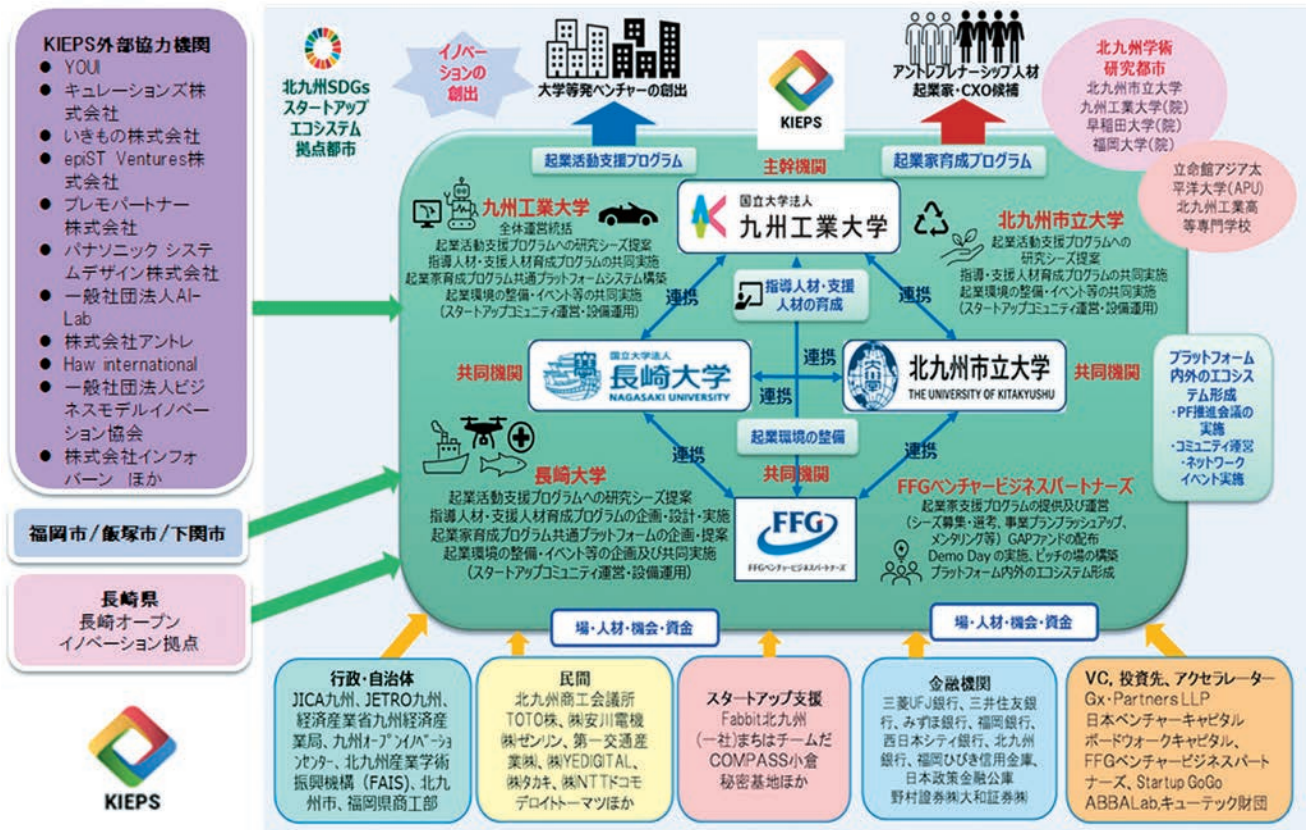 KIEPS外部協力機関
● YOUI
● キュレーションズ株
式会社
● いきもの株式会社
● epiST Ventures株
式会社
● プレモパートナー
株式会社
● パナソニック システ
ムデザイン株式会社
● 一般社団法人AI-
Lab
● 株式会社アントレ
● Haw international
● 一般社団法人ビジ
ネスモデルイノベー
ション協会
● 株式会社インフォ
バーン ほか
福岡市/飯塚市/下関市
長崎県
長崎オープン
イノベーション拠点
KIEPS
北九州SDGs
スタートアップ
エコシステム
拠点都市
イノベー
ションの
創出
大学等発ベンチャーの創出
KIEPS
アントレプレナーシップ人材
起業家・CXO候補
北九州学術
研究都市
北九州市立大学
九州工業大学(院)
早稲田大学(院)
福岡大学(院)
立命館アジア太
平洋大学(APU)
北九州工業高
等専門学校
起業活動支援プログラム
主幹機関
起業家育成プログラム
国立大学法人
九州工業大学
九州工業大学
全体運営統括
起業活動支援プログラムへの研究シーズ提案
指導人材・支援人材育成プログラムの共同実施
起業家育成プログラム共通プラットフォームシステム構築
起業環境の整備・イベント等の共同実施
(スタートアップコミュニティ運営・設備運用)
北九州市立大学
起業活動支援プログラムへの
研究シーズ提案
指導・支援人材育成プログラムの共同実施
起業環境の整備・イベント等の共同実施
(スタートアップコミュニティ運営・設備運用)
連携
指導人材・支援
人材の育成
連携
共同機関
国立大学法人
長崎大学
NAGASAKI UNIVERSITY
連携
連携
北九州市立大学
THE UNIVERSITY OF KITAKYUSHU
共同機関
プラットフォーム
内外のエコシス
テム形成
・PF推進会議の
実施
・コミュニティ運営
・ネットワーク
イベント実施
起業環境の整備
連携
共同機関
連携
長崎大学
起業活動支援プログラムへの研究シーズ提案
指導人材・支援人材育成プログラムの企画・設計・実施
起業家育成プログラム共通プラットフォームの企画・提案
起業環境の整備・イベント等の企画及び共同実施
(スタートアップコミュニティ運営・設備運用)
FFG
FFGベンチャービジネスパートナーズ
FFGベンチャービジネスパートナーズ
起業家支援プログラムの提供及び運営
(シーズ募集・選考、事業プランブラッシュアップ、
メンタリング等) GAPファンドの配布
Demo Day の実施、ピッチの場の構築
プラットフォーム内外のエコシステム形成
場・人材・機会・資金
場・人材・機会・資金
行政・自治体
JICA九州、JETRO九州、
経済産業省九州経済産
業局、九州オープンイノベーショ
ンセンター、北九州産業学術
振興機構（FAIS）、北九
州市、福岡県商工部
民間
北九州商工会議所
TOTO株、㈱安川電機
㈱ゼンリン、第一交通産
業㈱、㈱YEDIGITAL、
㈱タカギ、㈱NTTドコモ
デロイトトーマツほか
スタートアップ支援
Fabbit北九州
(一社)まちはチームだ
COMPASS小倉
秘密基地ほか
金融機関
三菱UFJ銀行、三井住友銀
行、みずほ銀行、福岡銀行、
西日本シティ銀行、北九州
銀行、福岡ひびき信用金庫、
日本政策金融公庫
野村證券㈱大和証券㈱
VC, 投資先、アクセラレーター
Gx・Partners LLP
日本ベンチャーキャピタル
ボードウォークキャピタル、
FFGベンチャービジネスパート
ナーズ、Startup GoGo
ABBALab,キューテック財団